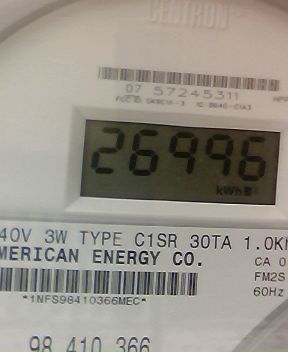 CENTRON
07 57245311
26996
kWh
40V 3W TYPE C1SR 30TA 1.0K
MERICAN ENERGY CO.
CA 0
FM2S
*1NFS98410366MEC*
60Hz
98 410 366